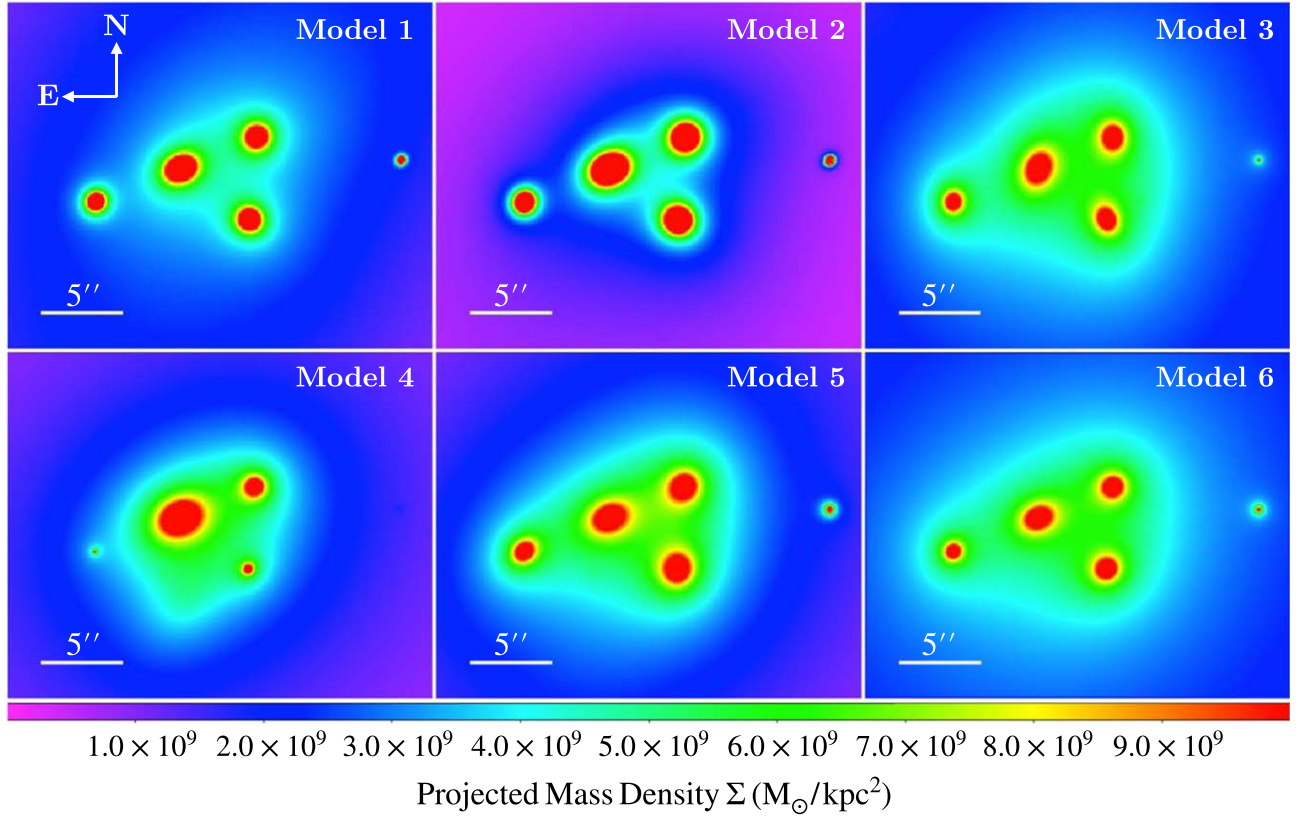 N
E
Model 1
5′′
Model 2
5′′
Model 3
5′′
Model 4
5′′
Model 5
5′′
Model 6
5′′
1.0 × 10⁹ 2.0 × 10⁹ 3.0 × 10⁹ 4.0 × 10⁹ 5.0 × 10⁹ 6.0 × 10⁹ 7.0 × 10⁹ 8.0 × 10⁹ 9.0 × 10⁹
Projected Mass Density Σ (M⊙/kpc²)